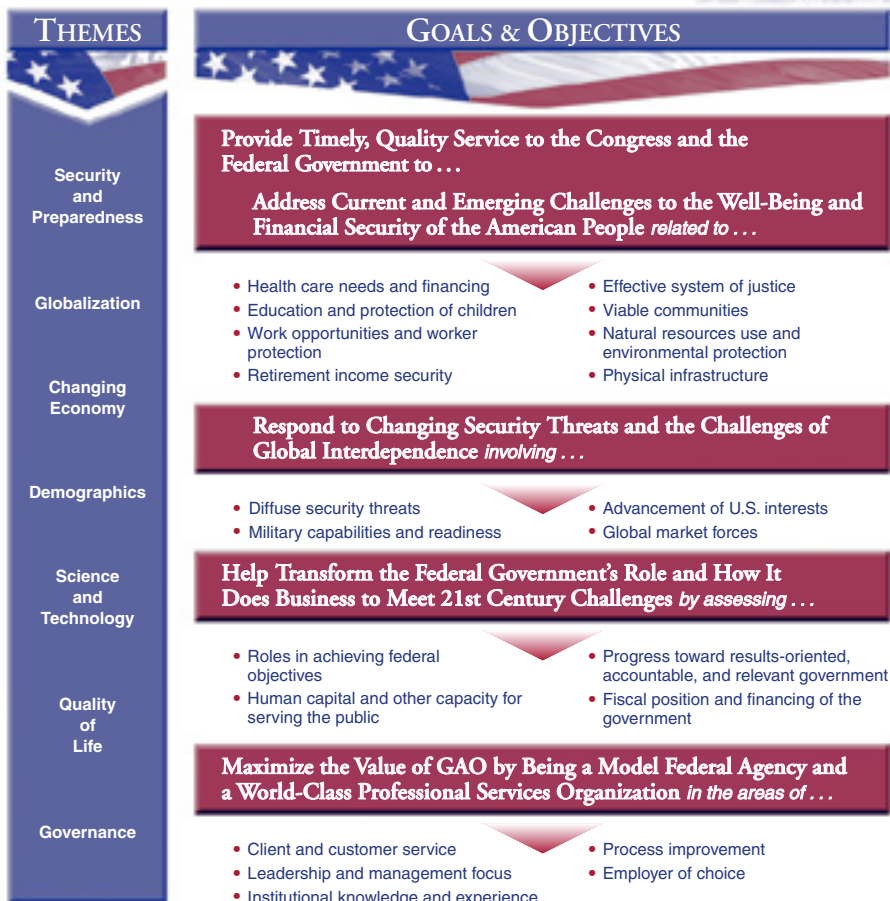 THEMES
Security
and
Preparedness
Globalization
Changing
Economy
Demographics
Science
and
Technology
Quality
of
Life
Governance
GOALS & OBJECTIVES
Provide Timely, Quality Service to the Congress and the
Federal Government to . . .
Address Current and Emerging Challenges to the Well-Being and
Financial Security of the American People related to . . .
• Health care needs and financing
• Education and protection of children
• Work opportunities and worker
protection
• Retirement income security
• Effective system of justice
• Viable communities
• Natural resources use and
environmental protection
• Physical infrastructure
Respond to Changing Security Threats and the Challenges of
Global Interdependence involving . . .
• Diffuse security threats
• Military capabilities and readiness
• Advancement of U.S. interests
• Global market forces
Help Transform the Federal Government’s Role and How It
Does Business to Meet 21st Century Challenges by assessing . . .
• Roles in achieving federal
objectives
• Human capital and other capacity for
serving the public
• Progress toward results-oriented,
accountable, and relevant government
• Fiscal position and financing of the
government
Maximize the Value of GAO by Being a Model Federal Agency and
a World-Class Professional Services Organization in the areas of . . .
• Client and customer service
• Leadership and management focus
• Institutional knowledge and experience
• Process improvement
• Employer of choice